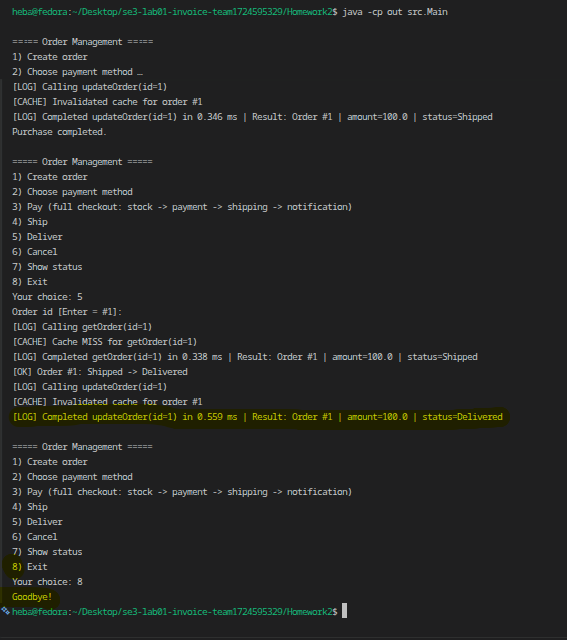 heba@fedora:~/Desktop/se3-lab01-invoice-team1724595329/Homework2$ java -cp out src.Main
===== Order Management =====
1) Create order
2) Choose payment method …
[LOG] Calling updateOrder(id=1)
[CACHE] Invalidated cache for order #1
[LOG] Completed updateOrder(id=1) in 0.346 ms | Result: Order #1 | amount=100.0 | status=Shipped
Purchase completed.
===== Order Management =====
1) Create order
2) Choose payment method
3) Pay (full checkout: stock -> payment -> shipping -> notification)
4) Ship
5) Deliver
6) Cancel
7) Show status
8) Exit
Your choice: 5
Order id [Enter = #1]:
[LOG] Calling getOrder(id=1)
[CACHE] Cache MISS for getOrder(id=1)
[LOG] Completed getOrder(id=1) in 0.338 ms | Result: Order #1 | amount=100.0 | status=Shipped
[OK] Order #1: Shipped -> Delivered
[LOG] Calling updateOrder(id=1)
[CACHE] Invalidated cache for order #1
[LOG] Completed updateOrder(id=1) in 0.559 ms | Result: Order #1 | amount=100.0 | status=Delivered
===== Order Management =====
1) Create order
2) Choose payment method
3) Pay (full checkout: stock -> payment -> shipping -> notification)
4) Ship
5) Deliver
6) Cancel
7) Show status
8) Exit
Your choice: 8
Goodbye!
heba@fedora:~/Desktop/se3-lab01-invoice-team1724595329/Homework2$